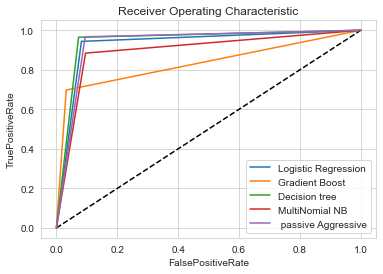 Receiver Operating Characteristic
TruePositiveRate
1.0
0.8
0.6
0.4
0.2
0.0
0.0 0.2 0.4 0.6 0.8 1.0
FalsePositiveRate
Logistic Regression
Gradient Boost
Decision tree
MultiNomial NB
passive Aggressive